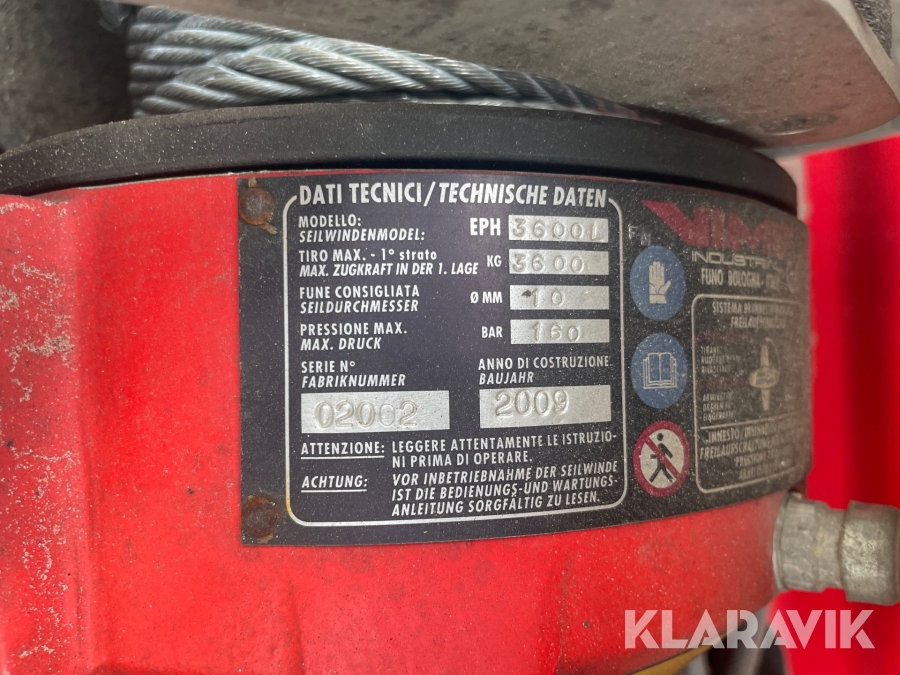 DATI TECNICI/TECHNISCHE DATEN
MODELLO:
SEILWINDENMODEL:
EPH 3600L
TIRO MAX. - 1° strato
MAX. ZUGKRAFT IN DER 1. LAGE
KG 3600
FUNE CONSIGLIATA
SEILDURCHMESSER
Ø MM 10
PRESSIONE MAX.
MAX. DRUCK
BAR 160
SERIE N°
FABRIKNUMMER
02002
ANNO DI COSTRUZIONE
BAUJAHR
2009
ATTENZIONE: LEGGERE ATTENTAMENTE LE ISTRUZIO-
NI PRIMA DI OPERARE.
ACHTUNG: VOR INBETRIEBNAHME DER SEILWINDE
IST DIE BEDIENUNGS-UND WARTUNGS-
ANLEITUNG SORGFÄLTIG ZU LESEN.
FUNO BOLOGNA
KLARAVIK